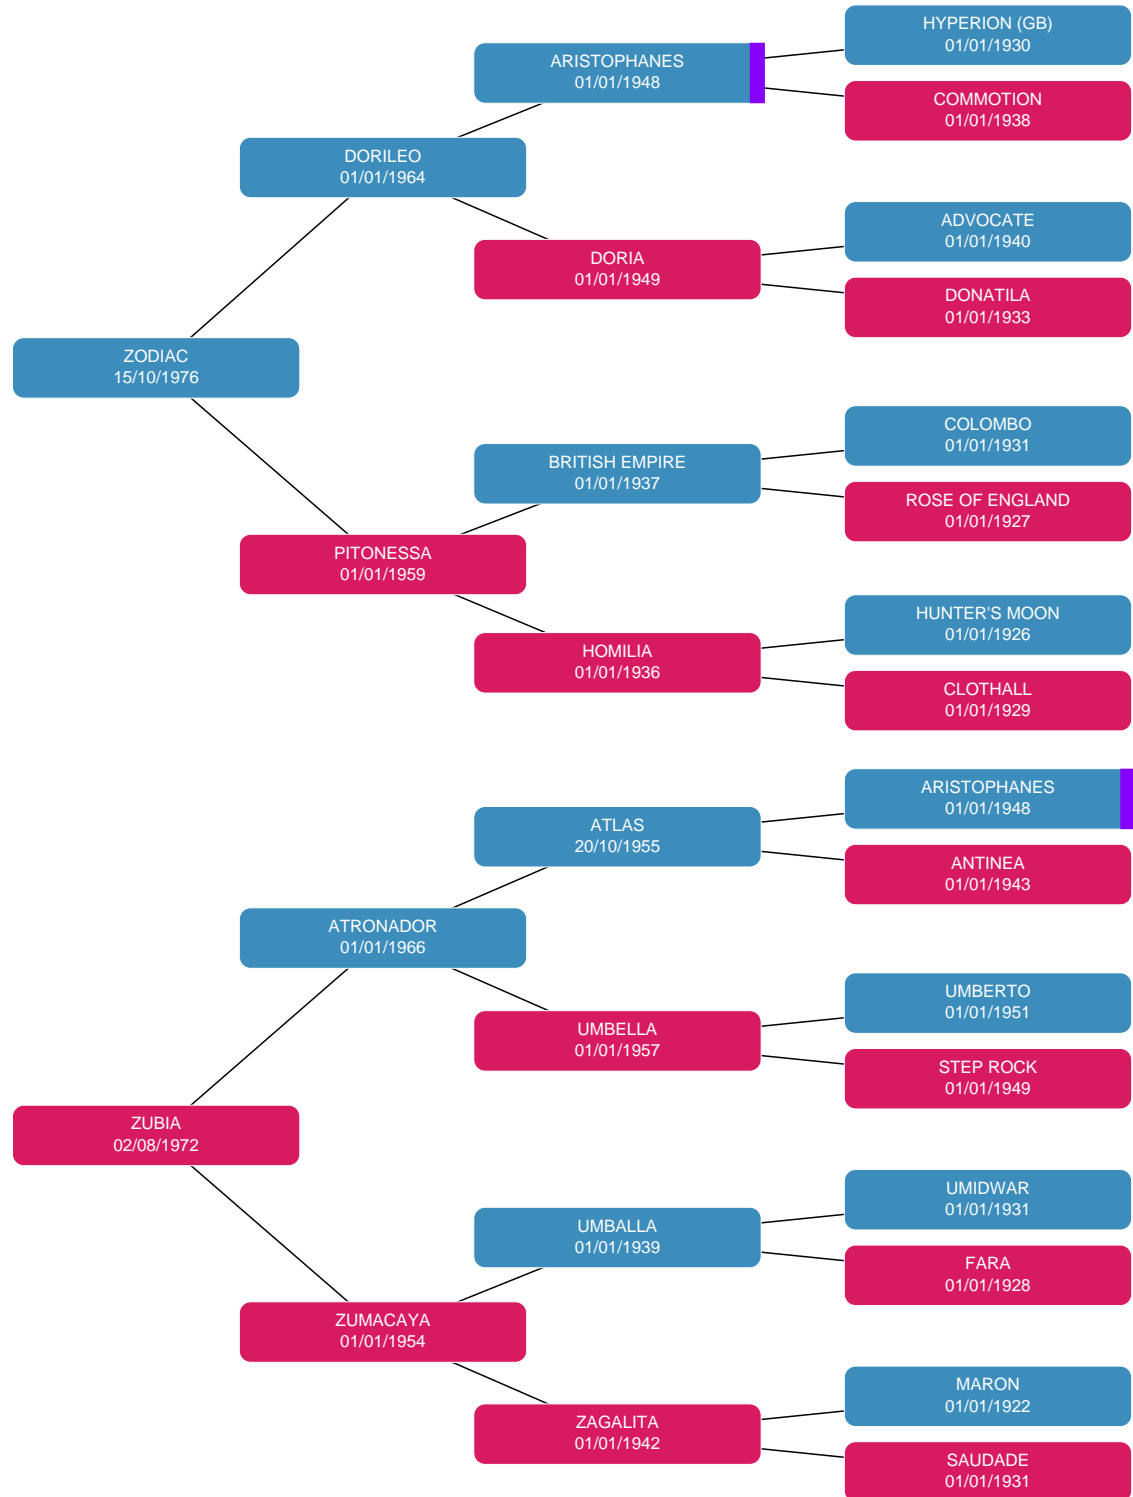 HYPERION (GB)
01/01/1930
ARISTOPHANES
01/01/1948
COMMOTION
01/01/1938
DORILEO
01/01/1964
ADVOCATE
01/01/1940
DORIA
01/01/1949
DONATILA
01/01/1933
ZODIAC
15/10/1976
COLOMBO
01/01/1931
BRITISH EMPIRE
01/01/1937
ROSE OF ENGLAND
01/01/1927
PITONESSA
01/01/1959
HUNTER'S MOON
01/01/1926
HOMILIA
01/01/1936
CLOTHALL
01/01/1929
ARISTOPHANES
01/01/1948
ATLAS
20/10/1955
ANTINEA
01/01/1943
ATRONADOR
01/01/1966
UMBERTO
01/01/1951
UMBELLA
01/01/1957
STEP ROCK
01/01/1949
ZUBIA
02/08/1972
UMIDWAR
01/01/1931
UMBALLA
01/01/1939
FARA
01/01/1928
ZUMACAYA
01/01/1954
MARON
01/01/1922
ZAGALITA
01/01/1942
SAUDADE
01/01/1931